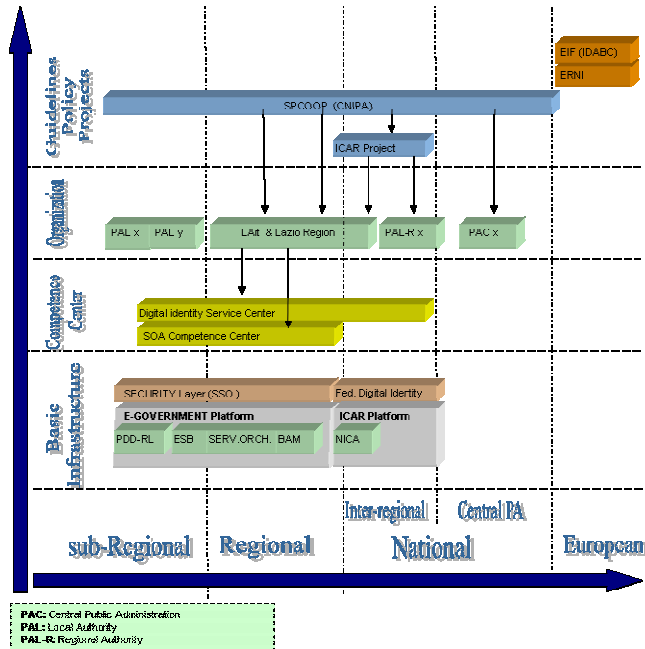 EIF (IDABC)
ERNI
Guidelines
Policy
Projects
SPCOOP (CNIPA)
ICAR Project
Organization
PAL x
PAL y
LAit & Lazio Region
PAL-R x
PAC x
Competence
Center
Digital identity Service Center
SOA Competence Center
Basic
Infrastructure
SECURITY Layer (SSO )
Fed. Digital Identity
E-GOVERNMENT Platform
ICAR Platform
PDD-RL
ESB
SERV.ORCH.
BAM
NICA
Inter-regional
Central PA
sub-Regional
Regional
National
European
PAC: Central Public Administration
PAL: Local Authority
PAL-R: Regional Authority